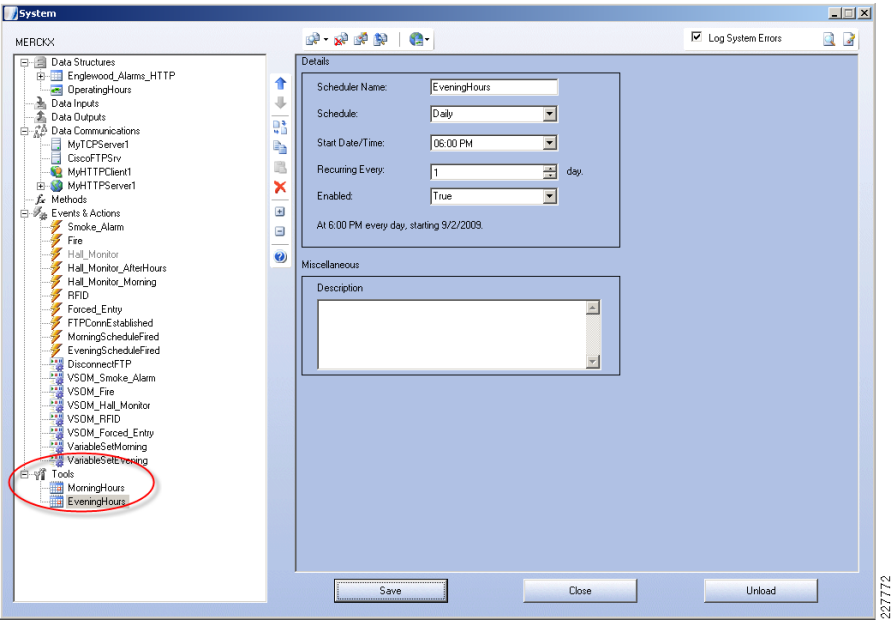 System
MERCKX
Log System Errors
Data Structures
Englewood_Alarms_HTTP
OperatingHours
Data Inputs
Data Outputs
Data Communications
MyTCPServer1
CiscoFTPSrv
MyHTTPClient1
MyHTTPServer1
fx Methods
Events & Actions
Smoke_Alarm
Fire
Hall_Monitor
Hall_Monitor_AfterHours
Hall_Monitor_Morning
RFID
Forced_Entry
FTPConnEstablished
MorningScheduleFired
EveningScheduleFired
DisconnectFTP
VSOM_Smoke_Alarm
VSOM_Fire
VSOM_Hall_Monitor
VSOM_RFID
VSOM_Forced_Entry
VariableSetMorning
VariableSetEvening
Tools
MorningHours
EveningHours
Details
Scheduler Name: EveningHours
Schedule: Daily
Start Date/Time: 06:00 PM
Recurring Every: 1 day.
Enabled: True
At 6:00 PM every day, starting 9/2/2009.
Miscellaneous
Description
Save Close Unload
227772